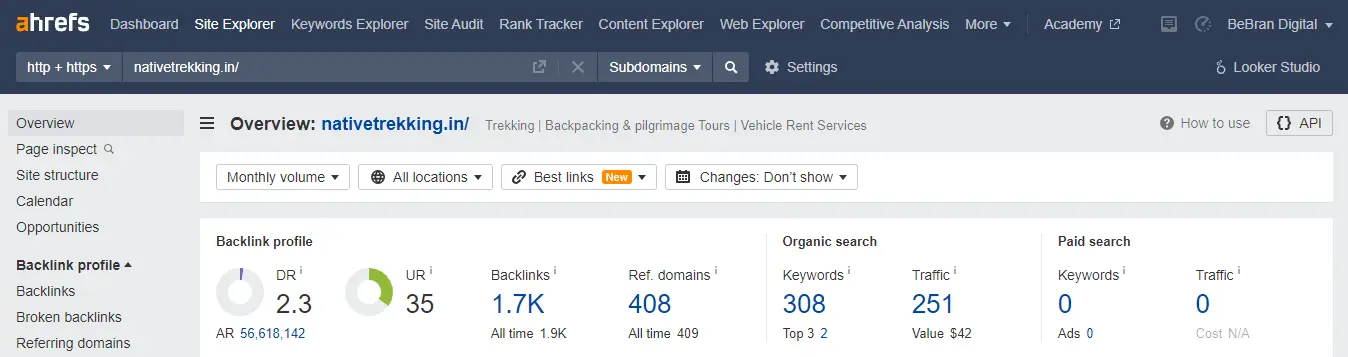 ahrefs Dashboard Site Explorer Keywords Explorer Site Audit Rank Tracker Content Explorer Web Explorer Competitive Analysis More Academy BeBran Digital
http + https nativetrekking.in/ Subdomains Settings Looker Studio
Overview
Page inspect
Site structure
Calendar
Opportunities
Backlink profile
Backlinks
Broken backlinks
Referring domains
Overview: nativetrekking.in/ Trekking | Backpacking & pilgrimage Tours | Vehicle Rent Services How to use {} API
Monthly volume All locations Best links New Changes: Don't show
Backlink profile
DR i UR i Backlinks i Ref. domains i
2.3 35 1.7K 408
AR 56,618,142 All time 1.9K All time 409
Organic search
Keywords i Traffic i
308 251
Top 3 2 Value $42
Paid search
Keywords i Traffic i
0 0
Ads 0 Cost N/A